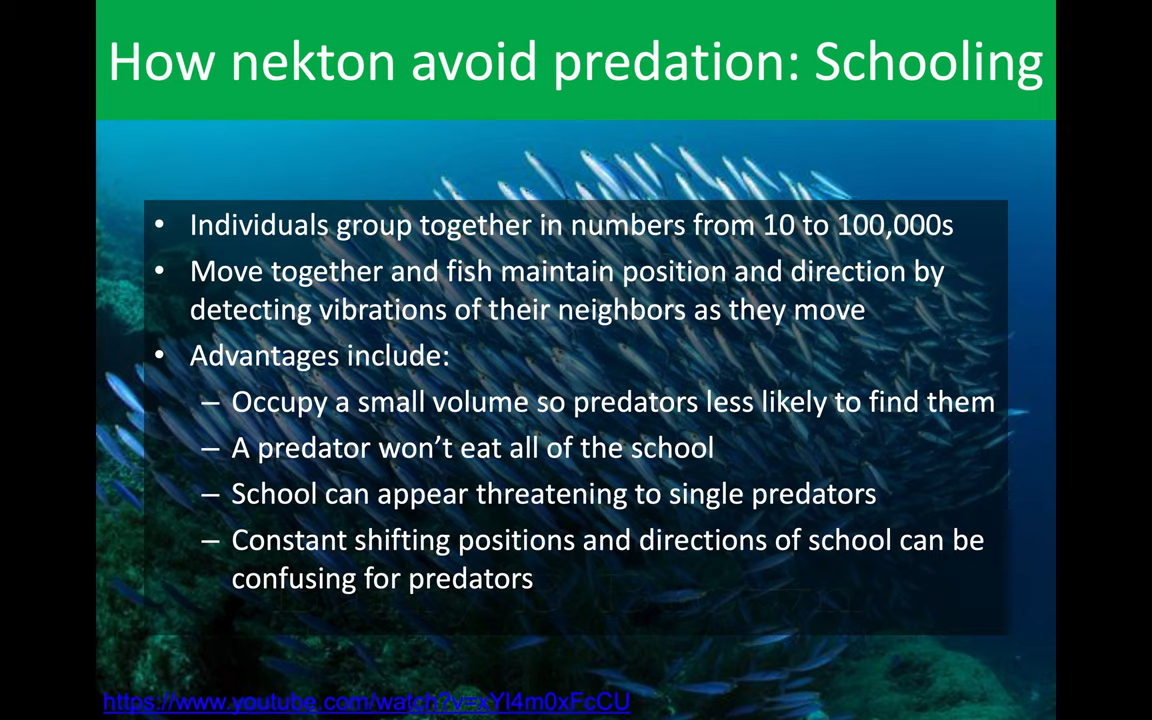 How nekton avoid predation: Schooling
• Individuals group together in numbers from 10 to 100,000s
• Move together and fish maintain position and direction by
detecting vibrations of their neighbors as they move
• Advantages include:
– Occupy a small volume so predators less likely to find them
– A predator won’t eat all of the school
– School can appear threatening to single predators
– Constant shifting positions and directions of school can be
confusing for predators
https://www.youtube.com/watch?v=xYI4m0xFcCU